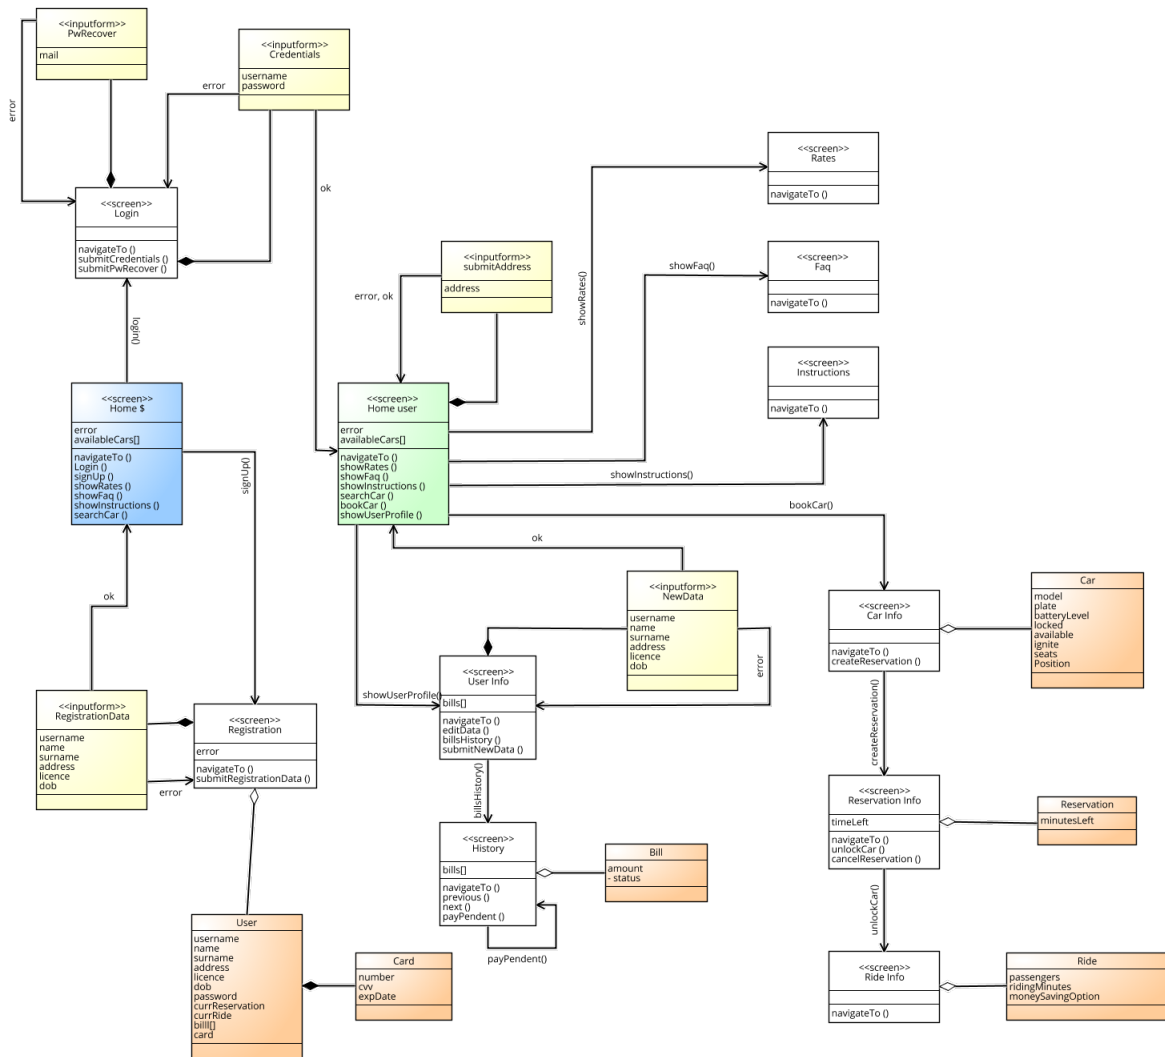 <<inputform>>
PwRecover
mail
error
<<inputform>>
Credentials
username
password
error
ok
<<screen>>
Login
navigateTo ()
submitCredentials ()
submitPwRecover ()
login()
<<screen>>
Rates
navigateTo ()
<<screen>>
Faq
navigateTo ()
<<screen>>
Instructions
navigateTo ()
<<inputform>>
submitAddress
address
error, ok
showRates()
showFaq()
showInstructions()
bookCar()
<<screen>>
Home $
error
availableCars[]
navigateTo ()
Login ()
signUp ()
showRates ()
showFaq ()
showInstructions ()
searchCar ()
signUp()
<<screen>>
Home user
error
availableCars[]
navigateTo ()
showRates ()
showFaq ()
showInstructions ()
searchCar ()
bookCar ()
showUserProfile ()
ok
ok
<<inputform>>
NewData
username
name
surname
address
licence
dob
error
<<screen>>
User Info
bills[]
navigateTo ()
editData ()
billsHistory ()
submitNewData ()
showUserProfile()
billsHistory()
<<screen>>
Car Info
navigateTo ()
createReservation ()
Car
model
plate
batteryLevel
locked
available
ignite
seats
Position
createReservation()
<<inputform>>
RegistrationData
username
name
surname
address
licence
dob
error
<<screen>>
Registration
error
navigateTo ()
submitRegistrationData ()
<<screen>>
History
bills[]
navigateTo ()
previous ()
next ()
payPendent ()
payPendent()
Bill
amount
- status
<<screen>>
Reservation Info
timeLeft
navigateTo ()
unlockCar ()
cancelReservation ()
Reservation
minutesLeft
unlockCar()
User
username
name
surname
address
licence
dob
password
currReservation
currRide
billl[]
card
Card
number
cvv
expDate
<<screen>>
Ride Info
navigateTo ()
Ride
passengers
ridingMinutes
moneySavingOption